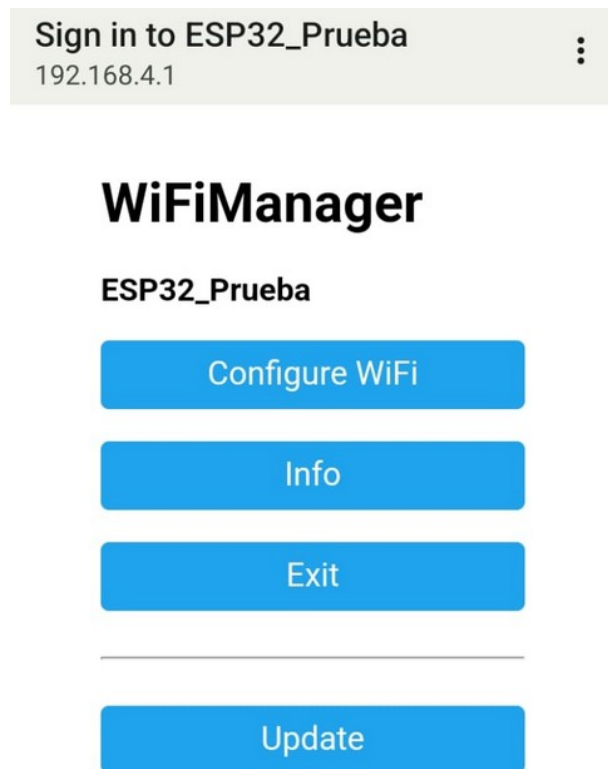 Sign in to ESP32_Prueba
192.168.4.1
WiFiManager
ESP32_Prueba
Configure WiFi
Info
Exit
Update